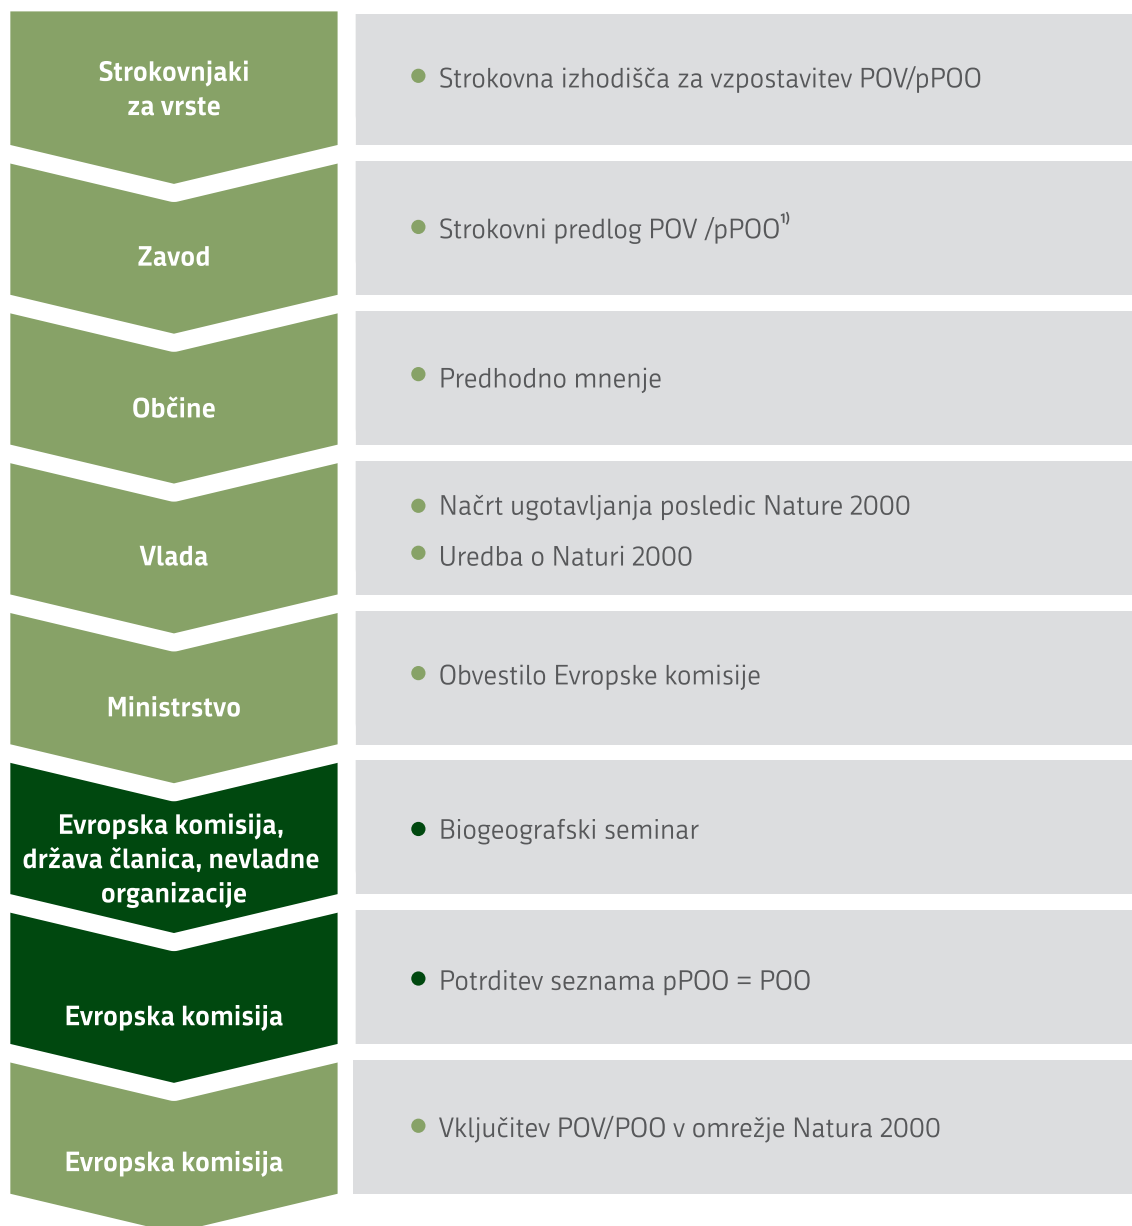 Strokovnjaki
za vrste
Strokovna izhodišča za vzpostavitev POV/pPOO
Zavod
Strokovni predlog POV /pPOO¹⁾
Občine
Predhodno mnenje
Vlada
Načrt ugotavljanja posledic Nature 2000
Uredba o Naturi 2000
Ministrstvo
Obvestilo Evropske komisije
Evropska komisija,
država članica, nevladne
organizacije
Biogeografski seminar
Evropska komisija
Potrditev seznama pPOO = POO
Evropska komisija
Vključitev POV/POO v omrežje Natura 2000